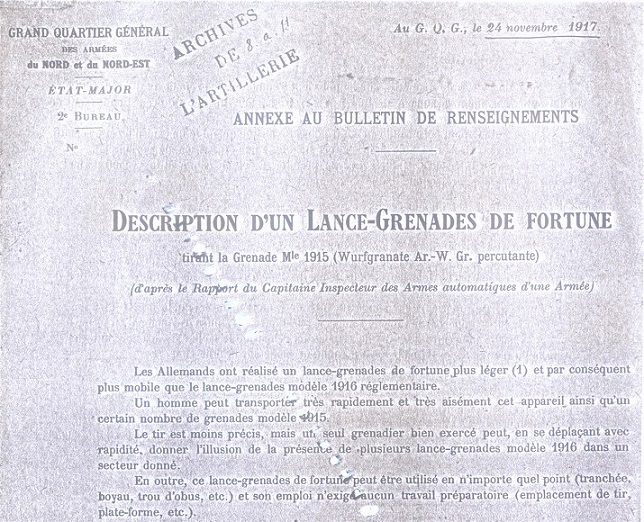 GRAND QUARTIER GÉNÉRAL
DES ARMÉES
du NORD et du NORD-EST
ÉTAT-MAJOR
2e BUREAU
No
ARCHIVES
DE
L'ARTILLERIE
Au G. Q. G., le 24 novembre 1917.
ANNEXE AU BULLETIN DE RENSEIGNEMENTS
DESCRIPTION D'UN LANCE-GRENADES DE FORTUNE
tirant la Grenade Mle 1915 (Wurfgranate Ar.-W. Gr. percutante)
(d'après le Rapport du Capitaine Inspecteur des Armes automatiques d'une Armée)
Les Allemands ont réalisé un lance-grenades de fortune plus léger (1) et par conséquent
plus mobile que le lance-grenades modèle 1916 réglementaire.
Un homme peut transporter très rapidement et très aisément cet appareil ainsi qu'un
certain nombre de grenades modèle 1915.
Le tir est moins précis, mais un seul grenadier bien exercé peut, en se déplaçant avec
rapidité, donner l'illusion de la présence de plusieurs lance-grenades modèle 1916 dans un
secteur donné.
En outre, ce lance-grenades de fortune peut être utilisé en n'importe quel point (tranchée,
boyau, trou d'obus, etc.) et son emploi n'exige aucun travail préparatoire (emplacement de tir,
plate-forme, etc.).